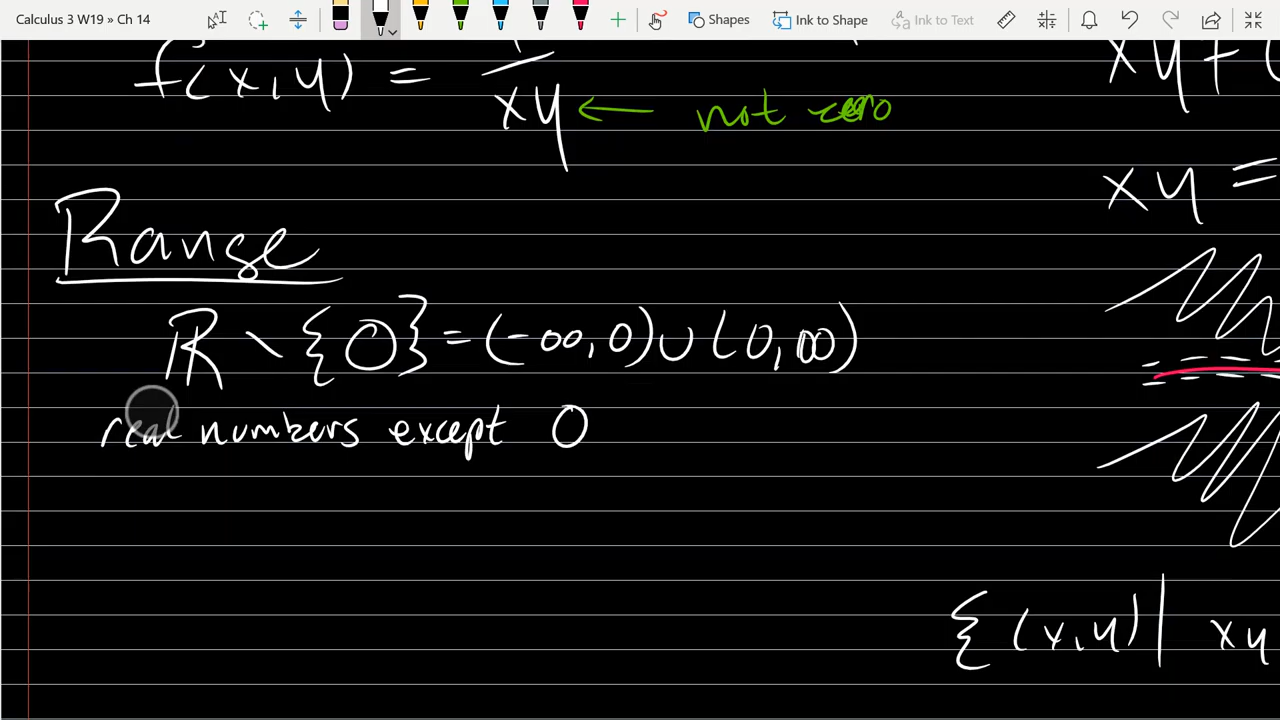 Calculus 3 W19 » Ch 14
Shapes
Ink to Shape
Ink to Text
f(x,y) = 1/xy ← not zero
xy + (
xy =
Range
ℝ \ {0} = (-∞,0) ∪ (0,∞)
real numbers except 0
{ (x,y) | xy